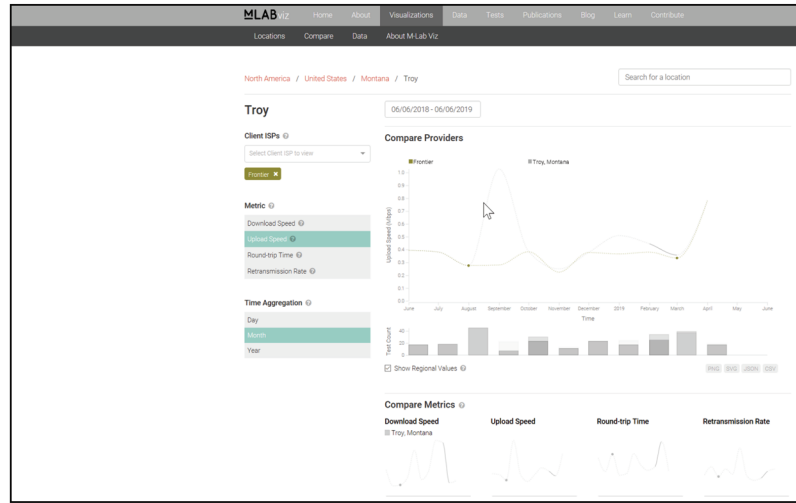 MLABviz Home About Visualizations Data Tests Publications Blog Learn Contribute
Locations Compare Data About M-Lab Viz
North America / United States / Montana / Troy
Search for a location
Troy
06/06/2018 - 06/06/2019
Client ISPs
Select Client ISP to view
Frontier ×
Compare Providers
Frontier
Troy, Montana
Metric
Download Speed
Upload Speed
Round-trip Time
Retransmission Rate
Time Aggregation
Day
Month
Year
Upload Speed (Mbps)
1.0
0.9
0.8
0.7
0.6
0.5
0.4
0.3
0.2
0.1
0.0
June July August September October November December 2019 February March April May June
Time
Test Count
40
20
0
Show Regional Values
PNG SVG JSON CSV
Compare Metrics
Download Speed Upload Speed Round-trip Time Retransmission Rate
Troy, Montana